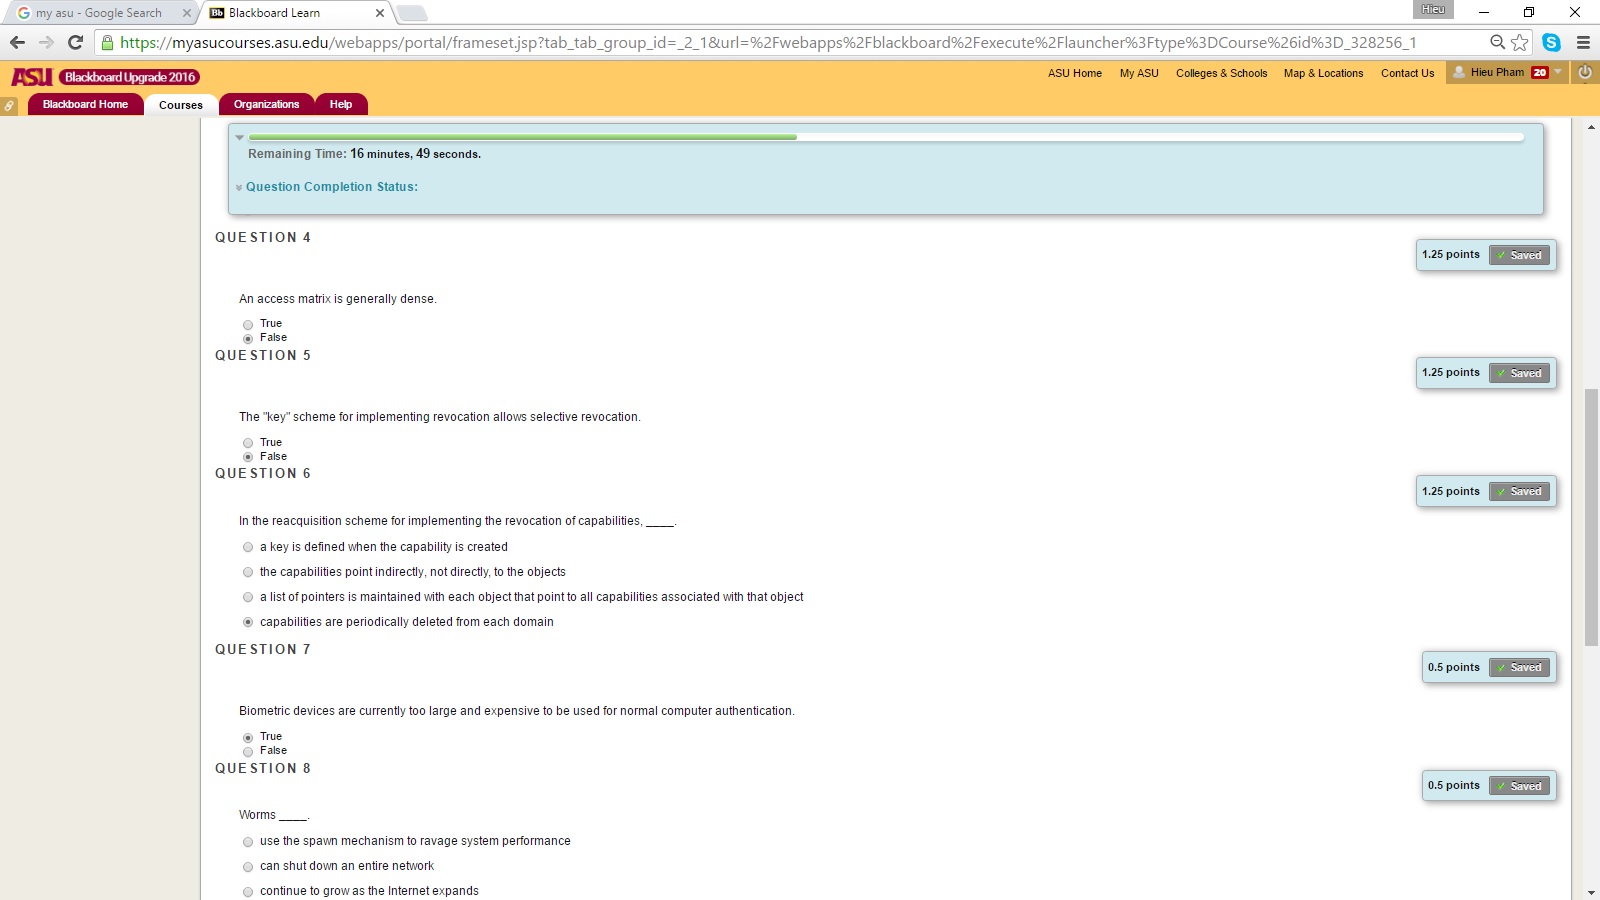 my asu - Google Search
Blackboard Learn
Hieu
https://myasucourses.asu.edu/webapps/portal/frameset.jsp?tab_tab_group_id=_2_1&url=%2Fwebapps%2Fblackboard%2Fexecute%2Flauncher%3Ftype%3DCourse%26id%3D_328256_1
ASU Blackboard Upgrade 2016
ASU Home
My ASU
Colleges & Schools
Map & Locations
Contact Us
Hieu Pham 20
Blackboard Home
Courses
Organizations
Help
Remaining Time: 16 minutes, 49 seconds.
Question Completion Status:
QUESTION 4
1.25 points
Saved
An access matrix is generally dense.
True
False
QUESTION 5
1.25 points
Saved
The "key" scheme for implementing revocation allows selective revocation.
True
False
QUESTION 6
1.25 points
Saved
In the reacquisition scheme for implementing the revocation of capabilities, ____.
a key is defined when the capability is created
the capabilities point indirectly, not directly, to the objects
a list of pointers is maintained with each object that point to all capabilities associated with that object
capabilities are periodically deleted from each domain
QUESTION 7
0.5 points
Saved
Biometric devices are currently too large and expensive to be used for normal computer authentication.
True
False
QUESTION 8
0.5 points
Saved
Worms ____.
use the spawn mechanism to ravage system performance
can shut down an entire network
continue to grow as the Internet expands